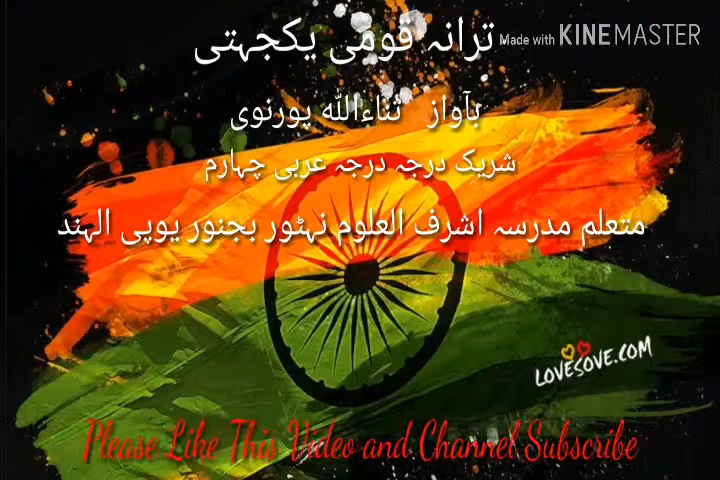 ترانہ قومی یکجہتی
Made with KINEMASTER
بآواز ثناءاللہ پورنوی
شریک درجہ درجہ عربی چہارم
متعلم مدرسہ اشرف العلوم نہٹور بجنور یوپی الہند
LOVESOVE.COM
Please Like This Video and Channel Subscribe